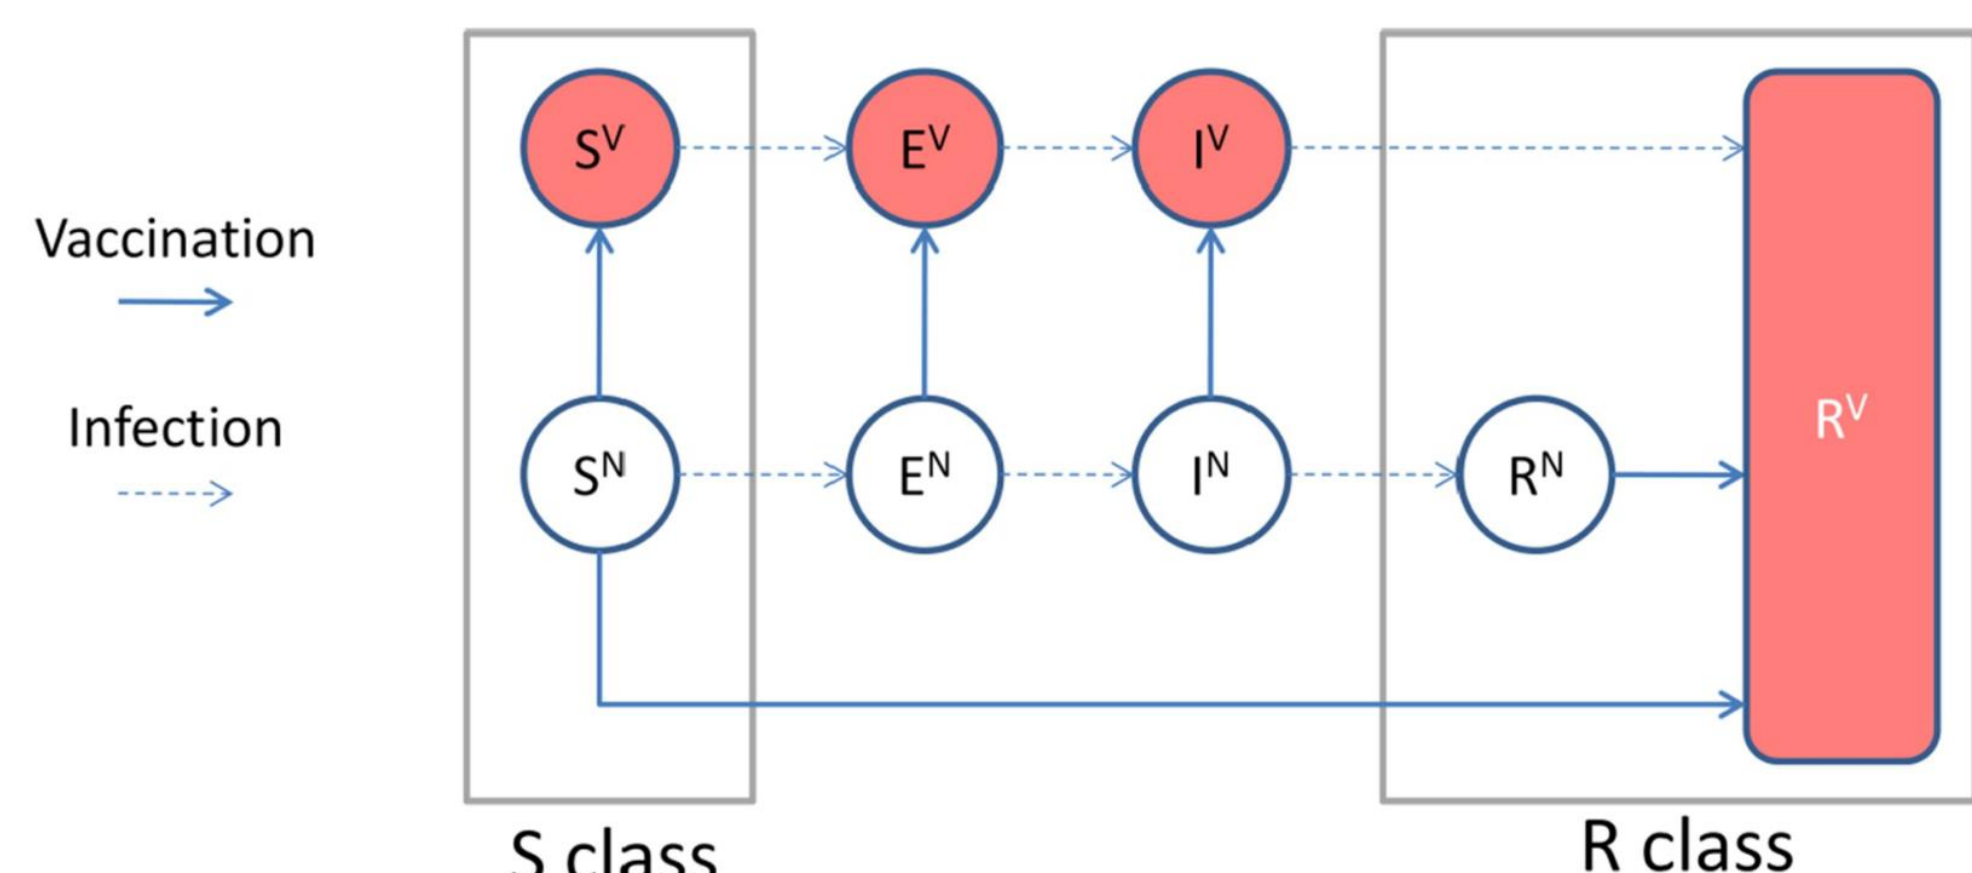 Vaccination
Infection
S^V
E^V
I^V
S^N
E^N
I^N
R^N
R^V
S class
R class